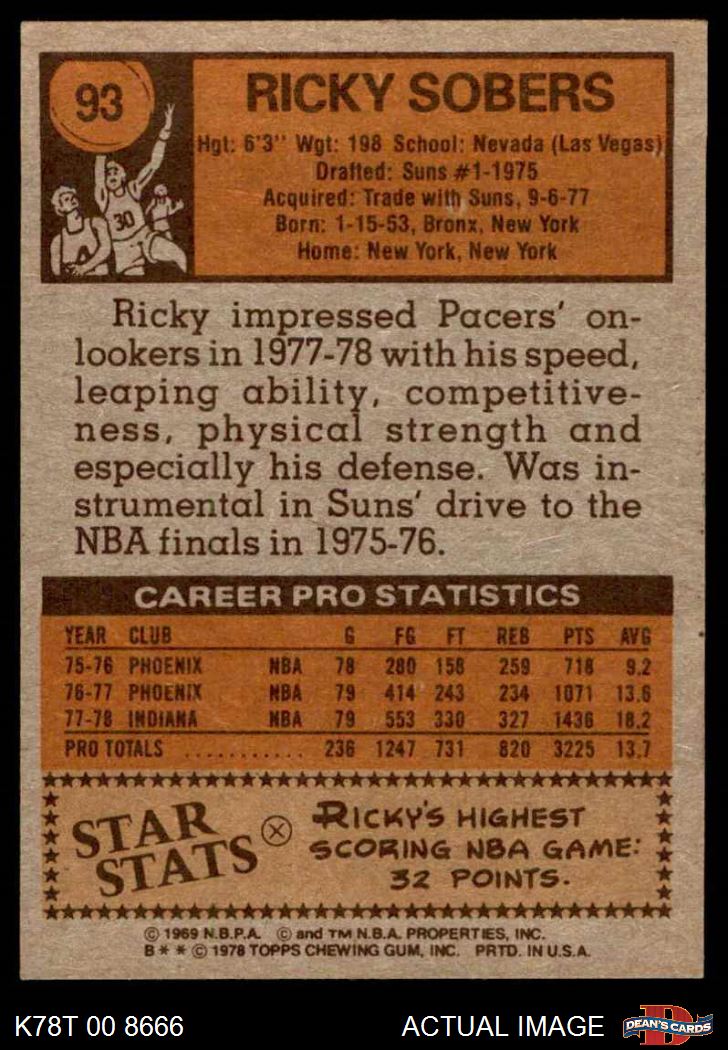 93
RICKY SOBERS
Hgt: 6'3" Wgt: 198 School: Nevada (Las Vegas)
Drafted: Suns #1-1975
Acquired: Trade with Suns, 9-6-77
Born: 1-15-53, Bronx, New York
Home: New York, New York
30
Ricky impressed Pacers' on-
lookers in 1977-78 with his speed,
leaping ability, competitive-
ness, physical strength and
especially his defense. Was in-
strumental in Suns' drive to the
NBA finals in 1975-76.
CAREER PRO STATISTICS
YEAR CLUB G FG FT REB PTS AVG
75-76 PHOENIX NBA 78 280 158 259 718 9.2
76-77 PHOENIX NBA 79 414 243 234 1071 13.6
77-78 INDIANA NBA 79 553 330 327 1436 18.2
PRO TOTALS ........... 236 1247 731 820 3225 13.7
STAR
STATS
RICKY'S HIGHEST
SCORING NBA GAME:
32 POINTS.
© 1969 N.B.P.A. © and TM N.B.A. PROPERTIES, INC.
B * * © 1978 TOPPS CHEWING GUM, INC. PRTD. IN U.S.A.
K78T 00 8666 ACTUAL IMAGE
D
DEAN'S CARDS